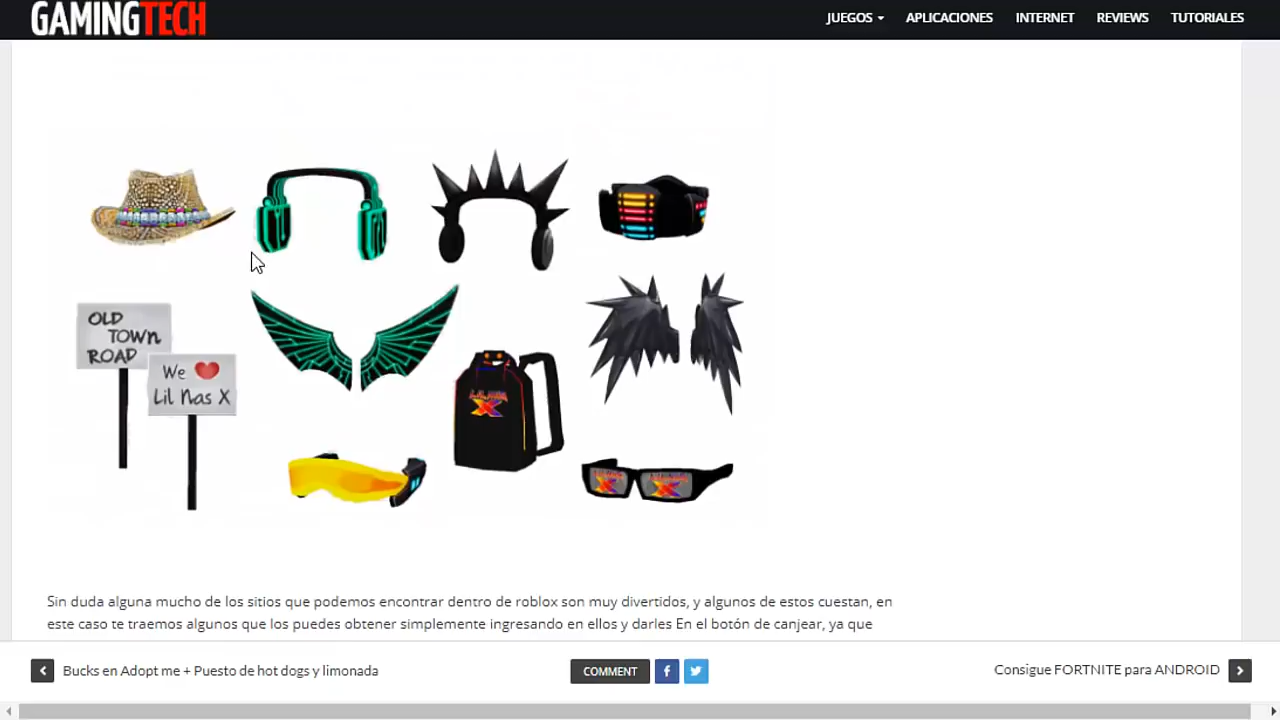 GAMINGTECH
JUEGOS
APLICACIONES
INTERNET
REVIEWS
TUTORIALES
OLD
TOWN
ROAD
We
Lil Nas X
LIL NAS
X
Sin duda alguna mucho de los sitios que podemos encontrar dentro de roblox son muy divertidos, y algunos de estos cuestan, en
este caso te traemos algunos que los puedes obtener simplemente ingresando en ellos y darles En el botón de canjear, ya que
Bucks en Adopt me + Puesto de hot dogs y limonada
COMMENT
Consigue FORTNITE para ANDROID